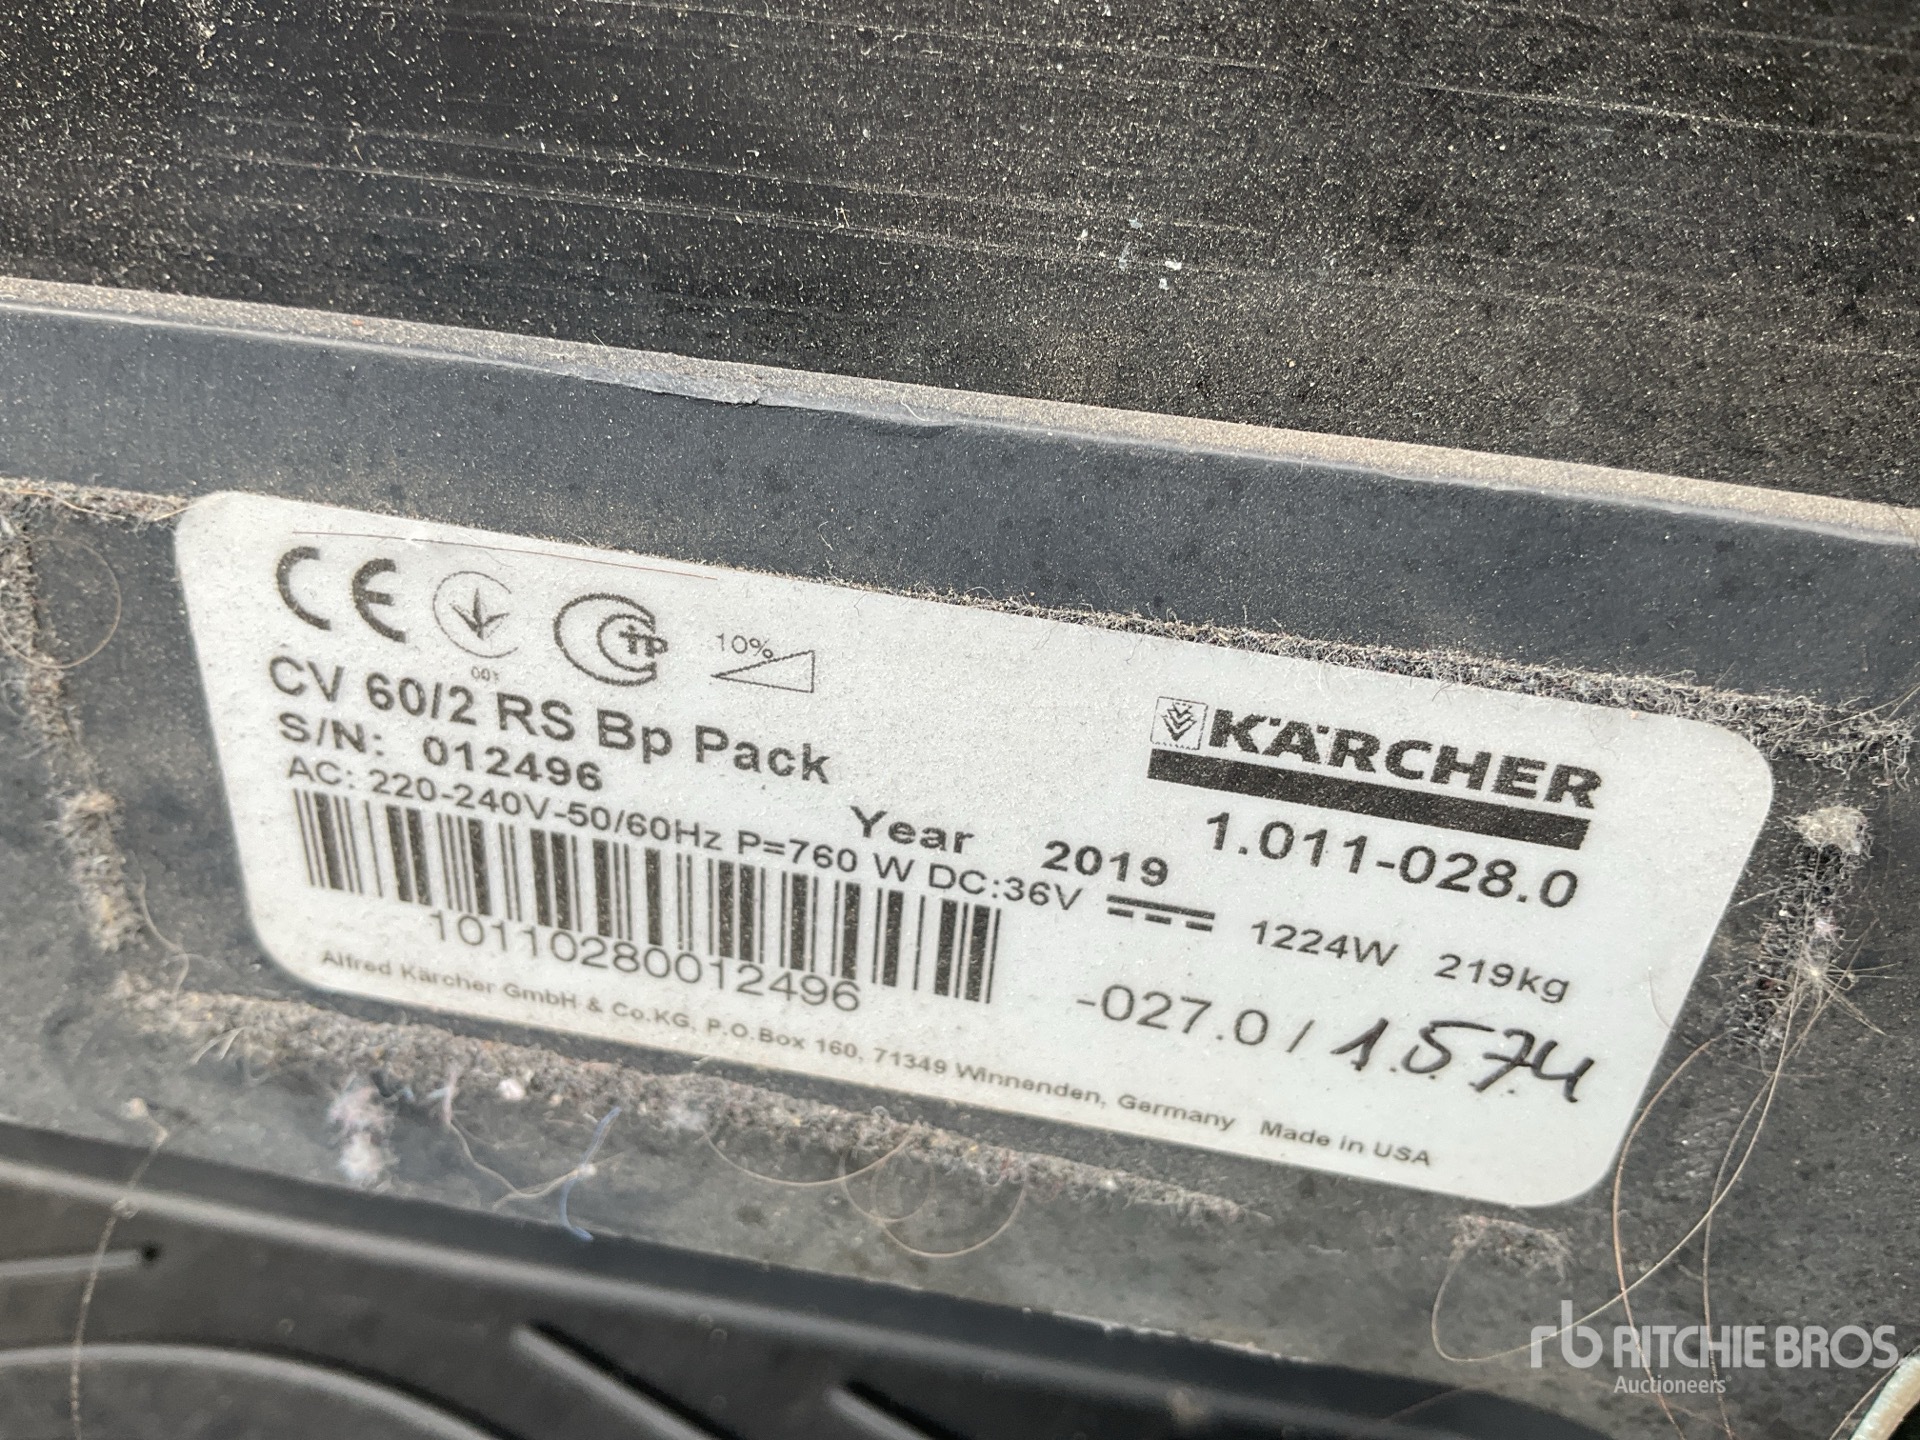 CE
001
10%
CV 60/2 RS Bp Pack
S/N: 012496
Year 2019
KÄRCHER
1.011-028.0
AC: 220-240V-50/60Hz P=760 W DC:36V 1224W 219kg
10110280012496
-027.0 / 1.574
Alfred Kärcher GmbH & Co.KG, P.O.Box 160, 71349 Winnenden, Germany Made in USA
rb RITCHIE BROS
Auctioneers